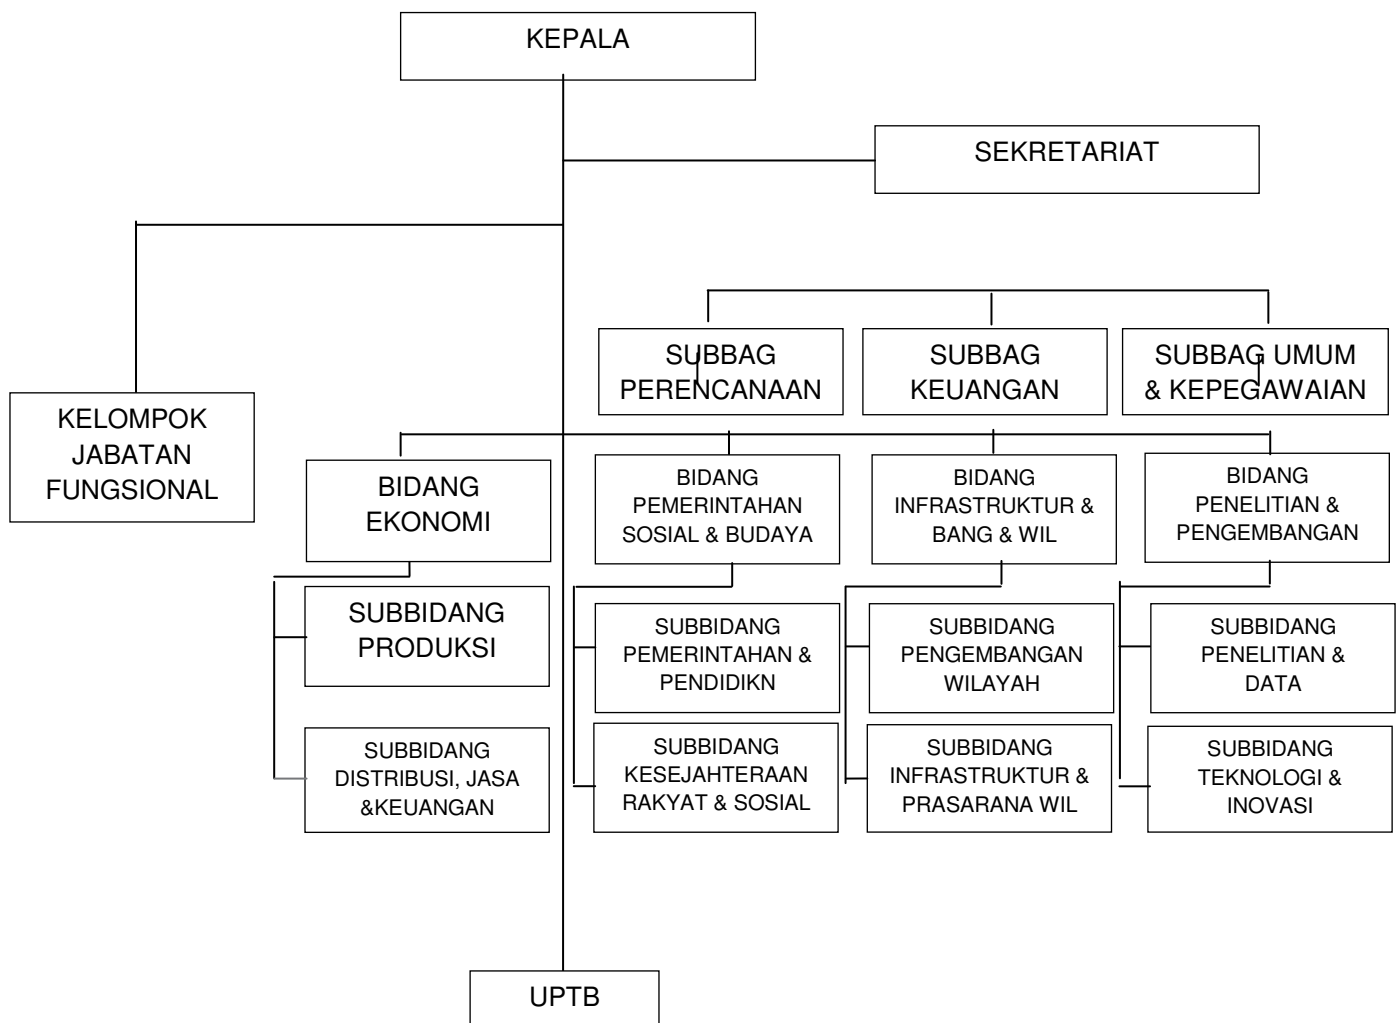 KEPALA
SEKRETARIAT
SUBBAG
PERENCANAAN
SUBBAG
KEUANGAN
SUBBAG UMUM
& KEPEGAWAIAN
KELOMPOK
JABATAN
FUNGSIONAL
BIDANG
EKONOMI
BIDANG
PEMERINTAHAN
SOSIAL & BUDAYA
BIDANG
INFRASTRUKTUR &
BANG & WIL
BIDANG
PENELITIAN &
PENGEMBANGAN
SUBBIDANG
PRODUKSI
SUBBIDANG
PEMERINTAHAN &
PENDIDIKN
SUBBIDANG
PENGEMBANGAN
WILAYAH
SUBBIDANG
PENELITIAN &
DATA
SUBBIDANG
DISTRIBUSI, JASA
&KEUANGAN
SUBBIDANG
KESEJAHTERAAN
RAKYAT & SOSIAL
SUBBIDANG
INFRASTRUKTUR &
PRASARANA WIL
SUBBIDANG
TEKNOLOGI &
INOVASI
UPTB